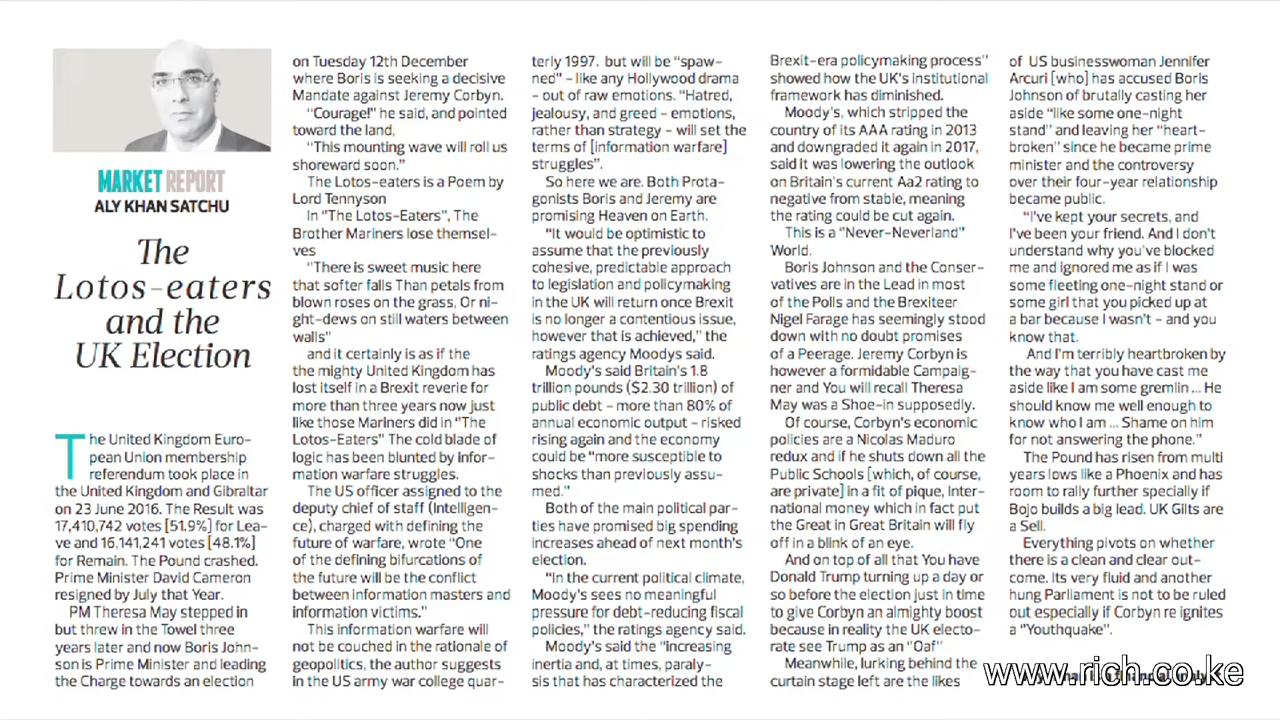 MARKET REPORT
ALY KHAN SATCHU
The
Lotos-eaters
and the
UK Election
The United Kingdom Euro-
pean Union membership
referendum took place in
the United Kingdom and Gibraltar
on 23 June 2016. The Result was
17,410,742 votes [51.9%] for Lea-
ve and 16,141,241 votes [48.1%]
for Remain. The Pound crashed.
Prime Minister David Cameron
resigned by July that Year.
PM Theresa May stepped in
but threw in the Towel three
years later and now Boris John-
son is Prime Minister and leading
the Charge towards an election
on Tuesday 12th December
where Boris is seeking a decisive
Mandate against Jeremy Corbyn.
“Courage!” he said, and pointed
toward the land,
“This mounting wave will roll us
shoreward soon.”
The Lotos-eaters is a Poem by
Lord Tennyson
In “The Lotos-Eaters”, The
Brother Mariners lose themsel-
ves
“There is sweet music here
that softer falls Than petals from
blown roses on the grass, Or ni-
ght-dews on still waters between
walls”
and it certainly is as if the
the mighty United Kingdom has
lost itself in a Brexit reverie for
more than three years now just
like those Mariners did in “The
Lotos-Eaters” The cold blade of
logic has been blunted by infor-
mation warfare struggles.
The US officer assigned to the
deputy chief of staff (Intelligen-
ce), charged with defining the
future of warfare, wrote “One
of the defining bifurcations of
the future will be the conflict
between information masters and
information victims.”
This information warfare will
not be couched in the rationale of
geopolitics, the author suggests
in the US army war college quar-
terly 1997. but will be “spaw-
ned” - like any Hollywood drama
- out of raw emotions. “Hatred,
jealousy, and greed - emotions,
rather than strategy - will set the
terms of [information warfare]
struggles”.
So here we are. Both Prota-
gonists Boris and Jeremy are
promising Heaven on Earth.
“It would be optimistic to
assume that the previously
cohesive, predictable approach
to legislation and policymaking
in the UK will return once Brexit
is no longer a contentious issue,
however that is achieved,” the
ratings agency Moodys said.
Moody's said Britain's 1.8
trillion pounds ($2.30 trillion) of
public debt - more than 80% of
annual economic output - risked
rising again and the economy
could be “more susceptible to
shocks than previously assu-
med.”
Both of the main political par-
ties have promised big spending
increases ahead of next month's
election.
“In the current political climate,
Moody's sees no meaningful
pressure for debt-reducing fiscal
policies,” the ratings agency said.
Moody's said the “increasing
inertia and, at times, paraly-
sis that has characterized the
Brexit-era policymaking process”
showed how the UK's institutional
framework has diminished.
Moody's, which stripped the
country of its AAA rating in 2013
and downgraded it again in 2017,
said it was lowering the outlook
on Britain's current Aa2 rating to
negative from stable, meaning
the rating could be cut again.
This is a “Never-Neverland”
World.
Boris Johnson and the Conser-
vatives are in the Lead in most
of the Polls and the Brexiteer
Nigel Farage has seemingly stood
down with no doubt promises
of a Peerage. Jeremy Corbyn is
however a formidable Campaig-
ner and You will recall Theresa
May was a Shoe-in supposedly.
Of course, Corbyn's economic
policies are a Nicolas Maduro
redux and if he shuts down all the
Public Schools [which, of course,
are private] in a fit of pique, Inter-
national money which in fact put
the Great in Great Britain will fly
off in a blink of an eye.
And on top of all that You have
Donald Trump turning up a day or
so before the election just in time
to give Corbyn an almighty boost
because in reality the UK electo-
rate see Trump as an “Oaf”
Meanwhile, lurking behind the
curtain stage left are the likes
of US businesswoman Jennifer
Arcuri [who] has accused Boris
Johnson of brutally casting her
aside “like some one-night
stand” and leaving her “heart-
broken” since he became prime
minister and the controversy
over their four-year relationship
became public.
“I've kept your secrets, and
I've been your friend. And I don't
understand why you've blocked
me and ignored me as if I was
some fleeting one-night stand or
some girl that you picked up at
a bar because I wasn't - and you
know that.
And I'm terribly heartbroken by
the way that you have cast me
aside like I am some gremlin ... He
should know me well enough to
know who I am ... Shame on him
for not answering the phone.”
The Pound has risen from multi
years lows like a Phoenix and has
room to rally further specially if
Bojo builds a big lead. UK Gilts are
a Sell.
Everything pivots on whether
there is a clean and clear out-
come. Its very fluid and another
hung Parliament is not to be ruled
out especially if Corbyn re ignites
a “Youthquake”.
www.rich.co.ke